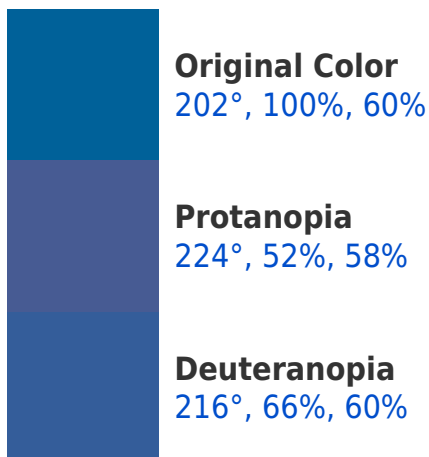 Original Color
202°, 100%, 60%
Protanopia
224°, 52%, 58%
Deuteranopia
216°, 66%, 60%